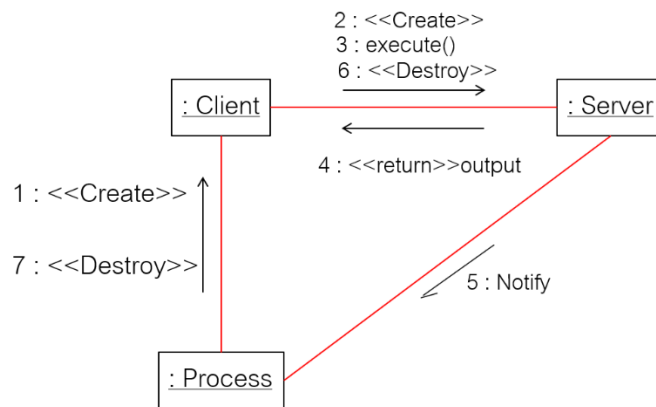 2 : <<Create>>
3 : execute()
6 : <<Destroy>>
: Client
: Server
4 : <<return>>output
1 : <<Create>>
7 : <<Destroy>>
5 : Notify
: Process